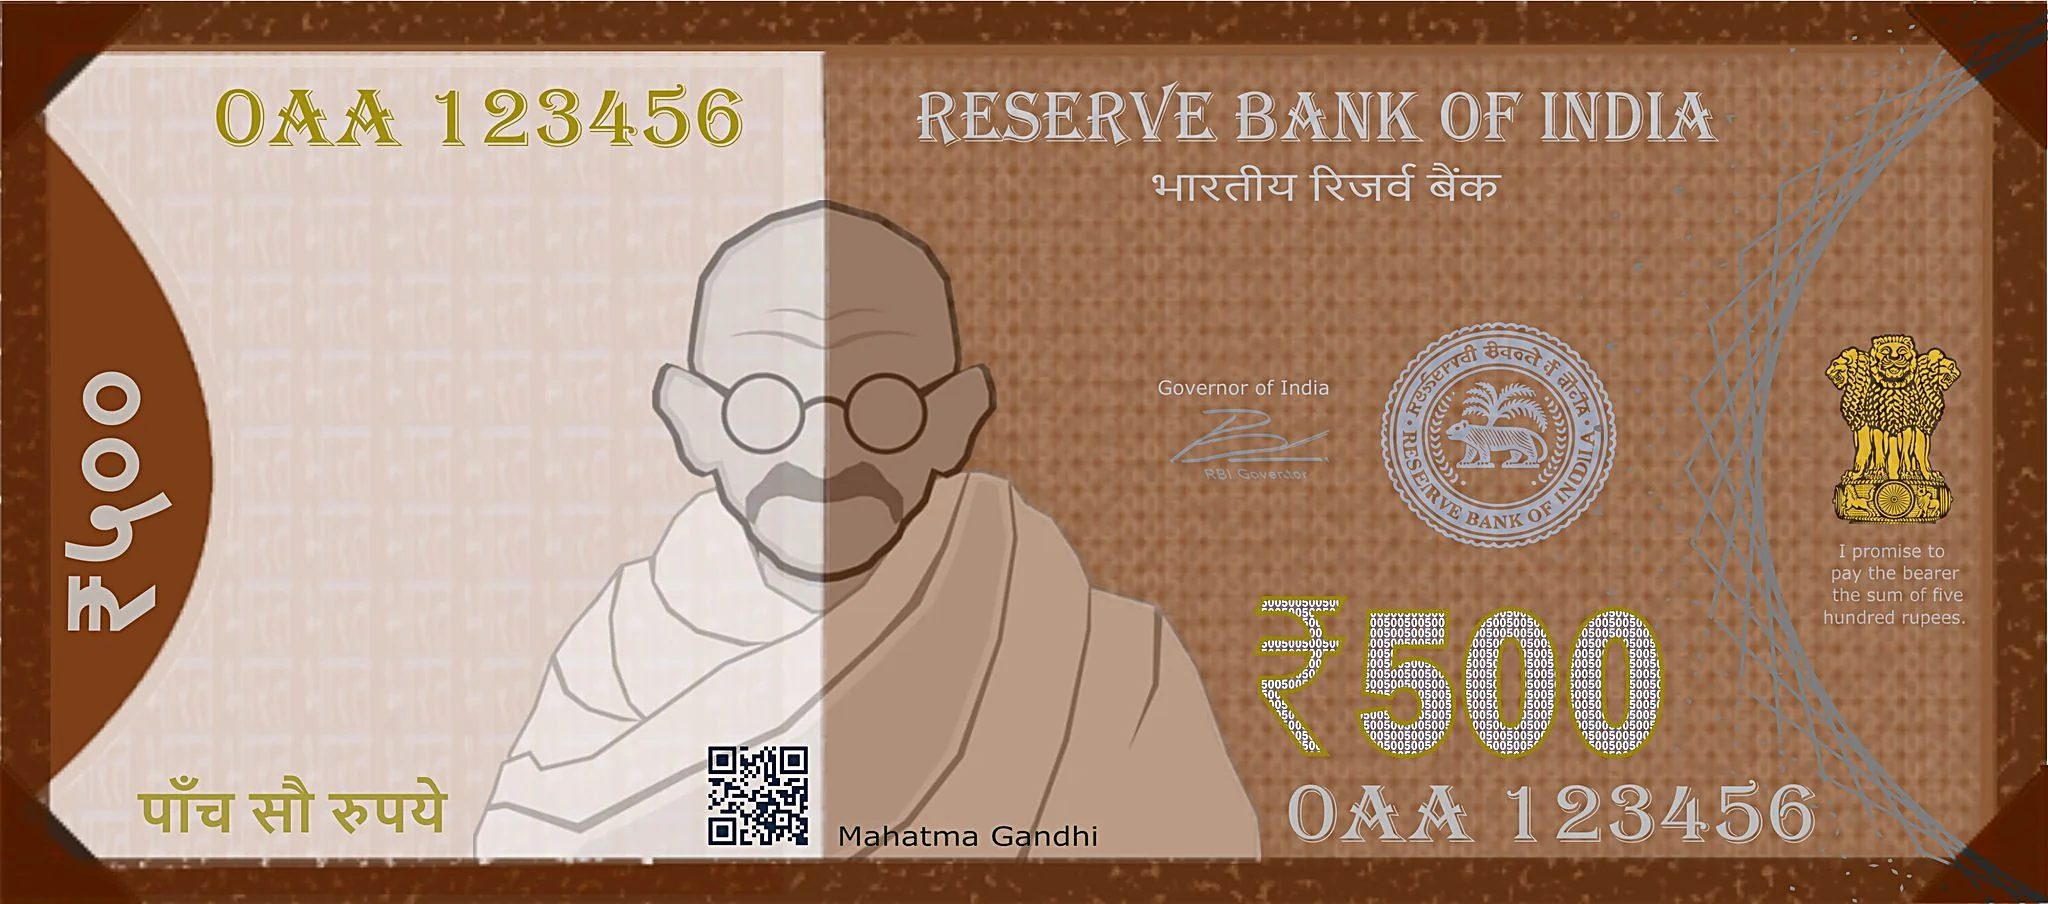 OAA 123456
RESERVE BANK OF INDIA
भारतीय रिजर्व बैंक
₹५००
Governor of India
RBI Governor
RESERVE BANK OF INDIA
I promise to
pay the bearer
the sum of five
hundred rupees.
₹500
पाँच सौ रुपये
Mahatma Gandhi
OAA 123456